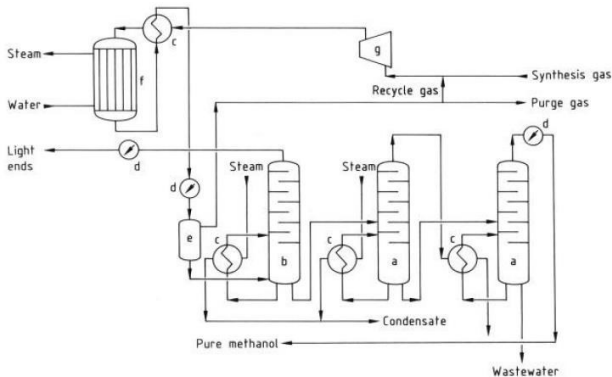 c
g
Steam
f
Synthesis gas
Recycle gas
Water
Purge gas
d
Light
ends
d
Steam
Steam
d
c
c
c
e
b
a
a
Condensate
Pure methanol
Wastewater